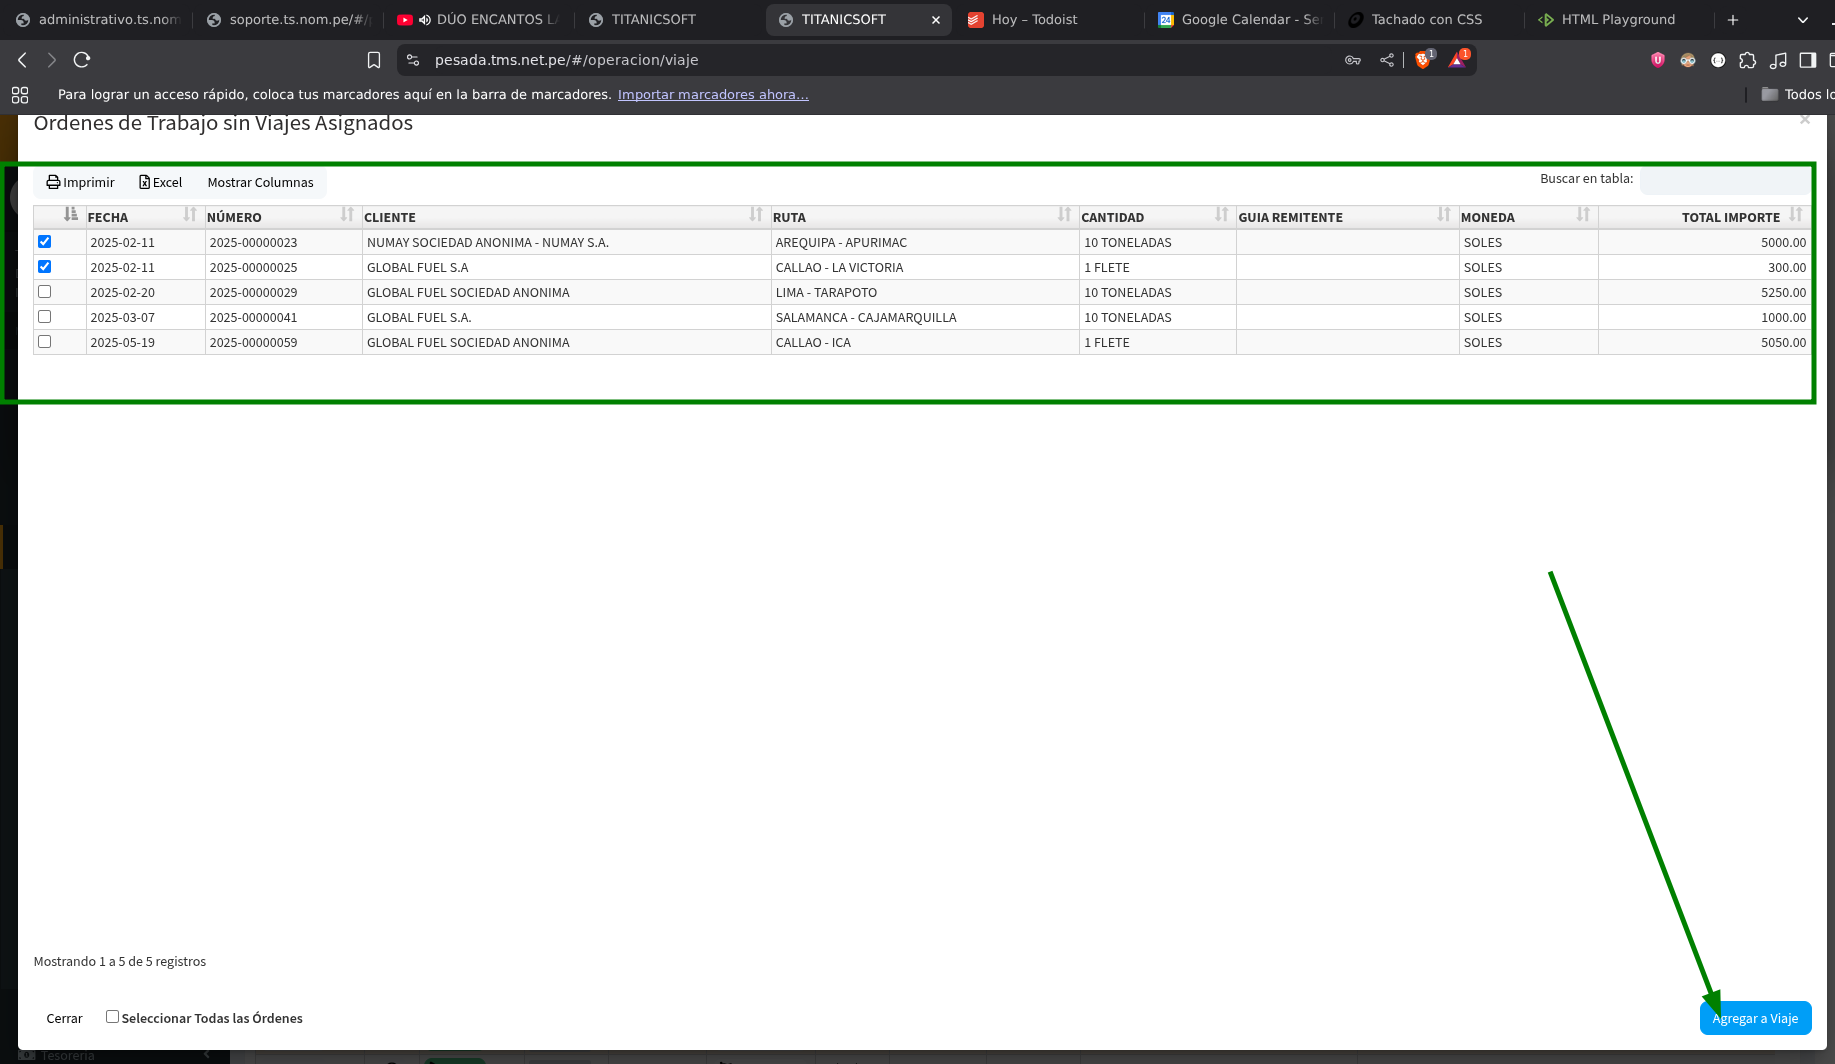 administrativo.ts.nom
soporte.ts.nom.pe/#/
DÚO ENCANTOS L
TITANICSOFT
TITANICSOFT
Hoy – Todoist
Google Calendar - Se
Tachado con CSS
HTML Playground
pesada.tms.net.pe/#/operacion/viaje
1
1
Para lograr un acceso rápido, coloca tus marcadores aquí en la barra de marcadores. Importar marcadores ahora...
Todos lo
Ordenes de Trabajo sin Viajes Asignados
Imprimir Excel Mostrar Columnas
Buscar en tabla:
FECHA NÚMERO CLIENTE RUTA CANTIDAD GUIA REMITENTE MONEDA TOTAL IMPORTE
2025-02-11 2025-00000023 NUMAY SOCIEDAD ANONIMA - NUMAY S.A. AREQUIPA - APURIMAC 10 TONELADAS SOLES 5000.00
2025-02-11 2025-00000025 GLOBAL FUEL S.A CALLAO - LA VICTORIA 1 FLETE SOLES 300.00
2025-02-20 2025-00000029 GLOBAL FUEL SOCIEDAD ANONIMA LIMA - TARAPOTO 10 TONELADAS SOLES 5250.00
2025-03-07 2025-00000041 GLOBAL FUEL S.A. SALAMANCA - CAJAMARQUILLA 10 TONELADAS SOLES 1000.00
2025-05-19 2025-00000059 GLOBAL FUEL SOCIEDAD ANONIMA CALLAO - ICA 1 FLETE SOLES 5050.00
Mostrando 1 a 5 de 5 registros
Cerrar
Seleccionar Todas las Órdenes
Agregar a Viaje
Tesorería